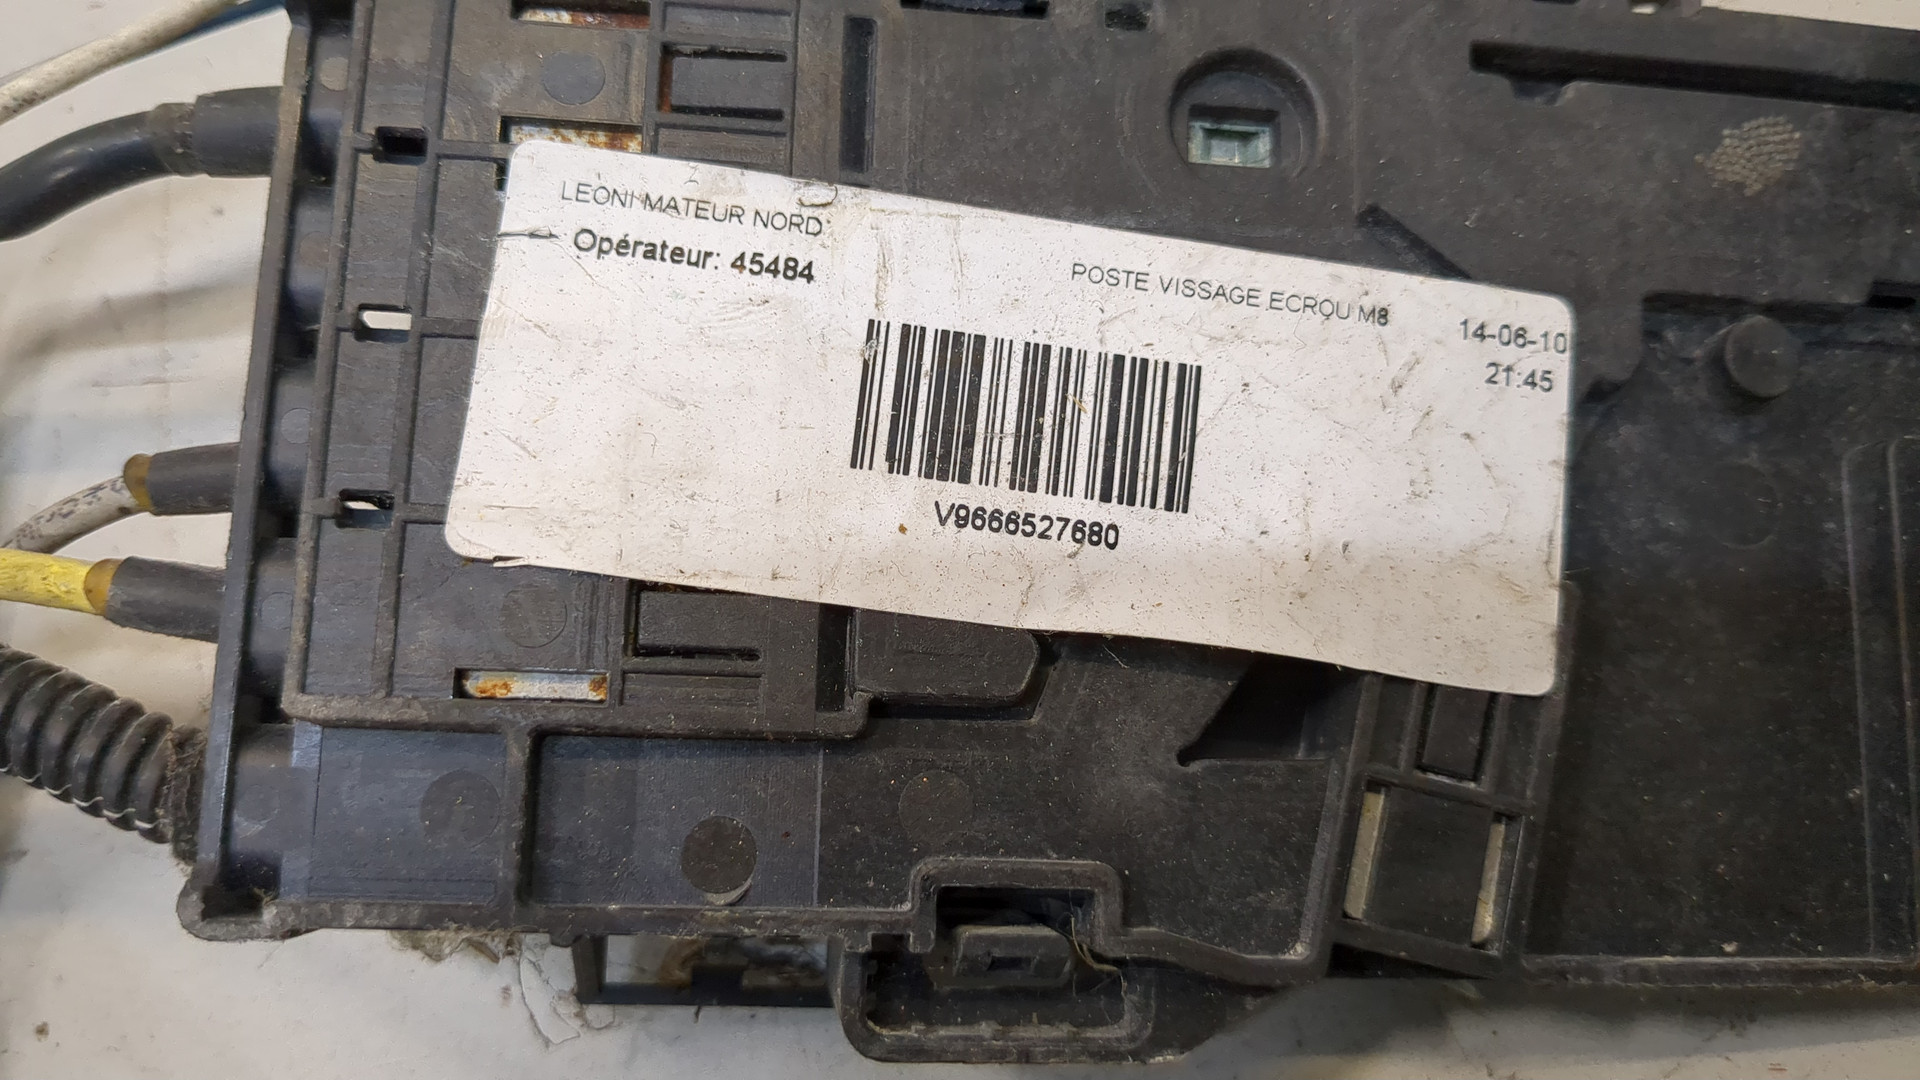 LEONI MATEUR NORD
Opérateur: 45484
POSTE VISSAGE ECROU M8
14-06-10
21:45
V9666527680